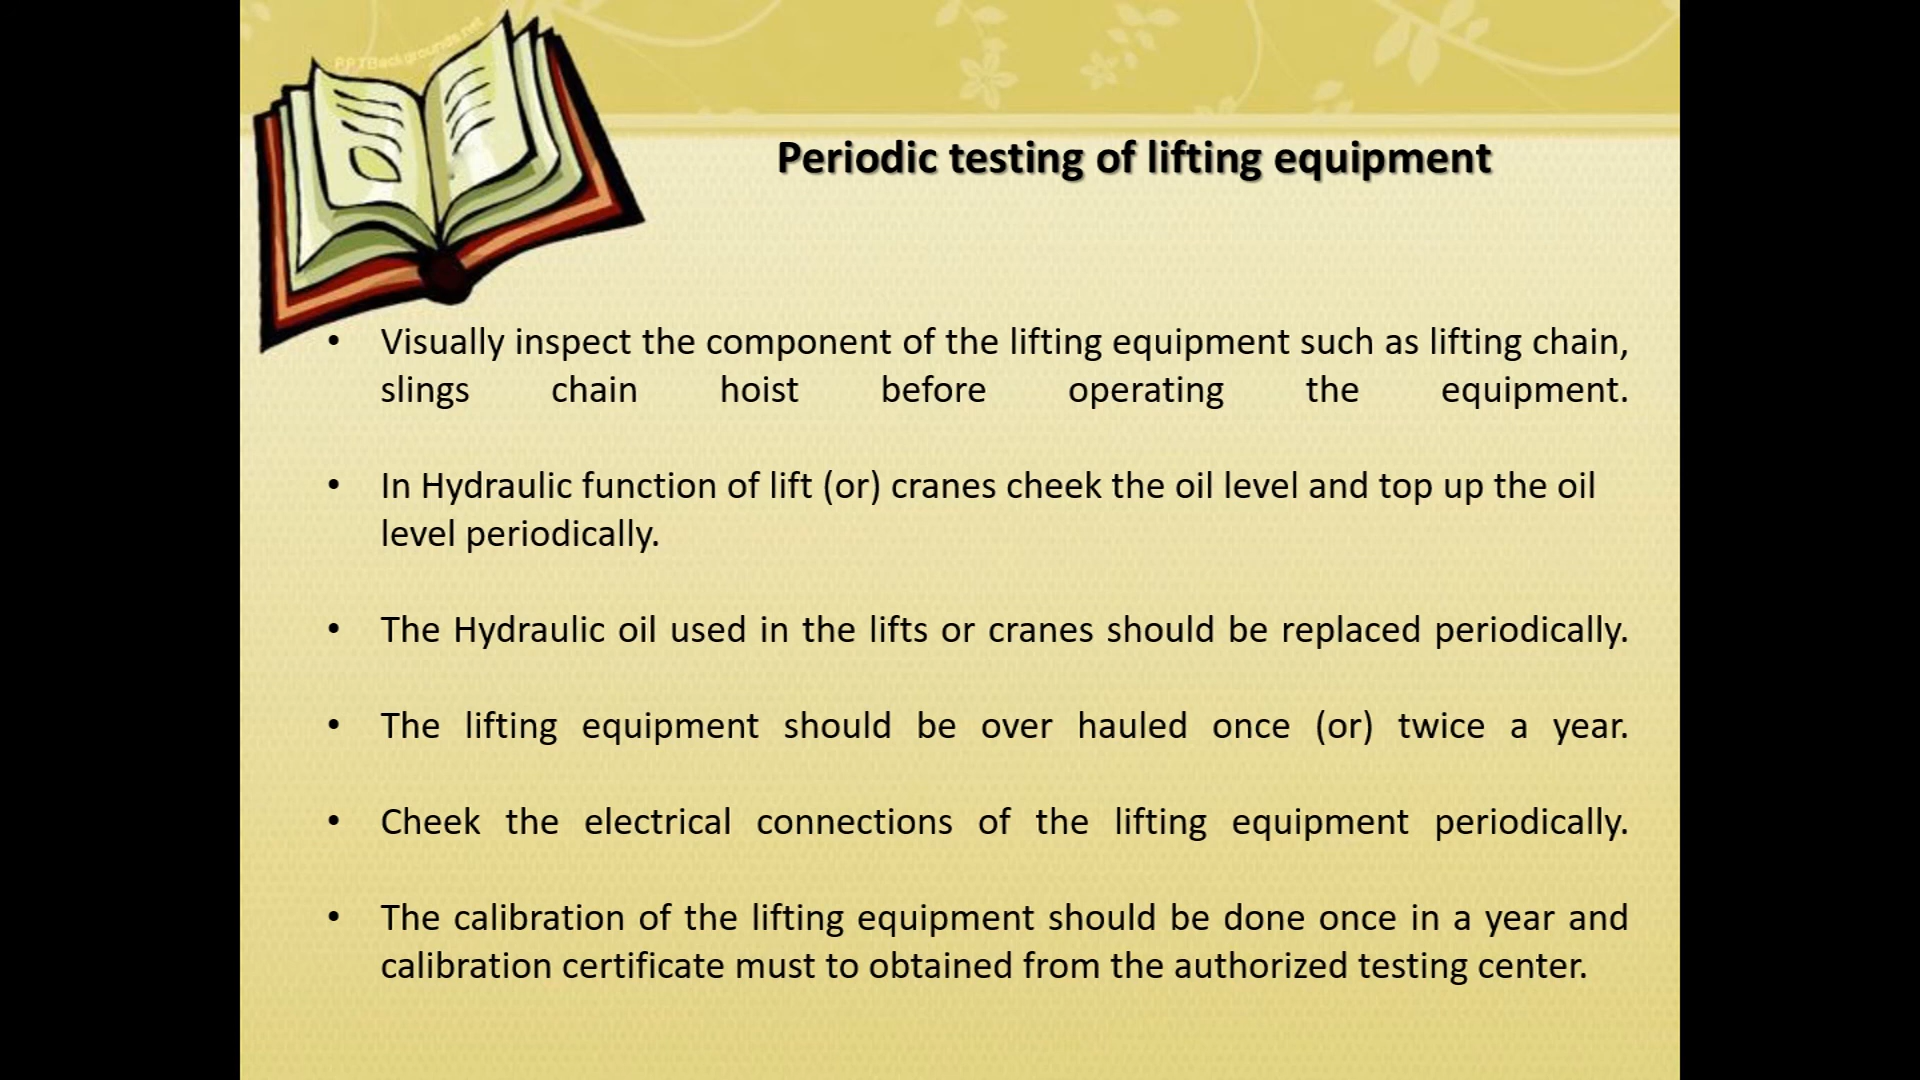 PPTBackgrounds.net
Periodic testing of lifting equipment
• Visually inspect the component of the lifting equipment such as lifting chain,
slings chain hoist before operating the equipment.
• In Hydraulic function of lift (or) cranes cheek the oil level and top up the oil
level periodically.
• The Hydraulic oil used in the lifts or cranes should be replaced periodically.
• The lifting equipment should be over hauled once (or) twice a year.
• Cheek the electrical connections of the lifting equipment periodically.
• The calibration of the lifting equipment should be done once in a year and
calibration certificate must to obtained from the authorized testing center.